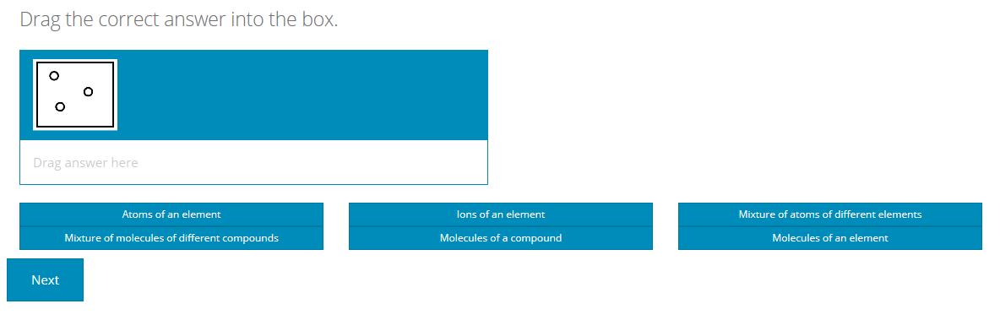 Drag the correct answer into the box.
Drag answer here
Atoms of an element
Ions of an element
Mixture of atoms of different elements
Mixture of molecules of different compounds
Molecules of a compound
Molecules of an element
Next